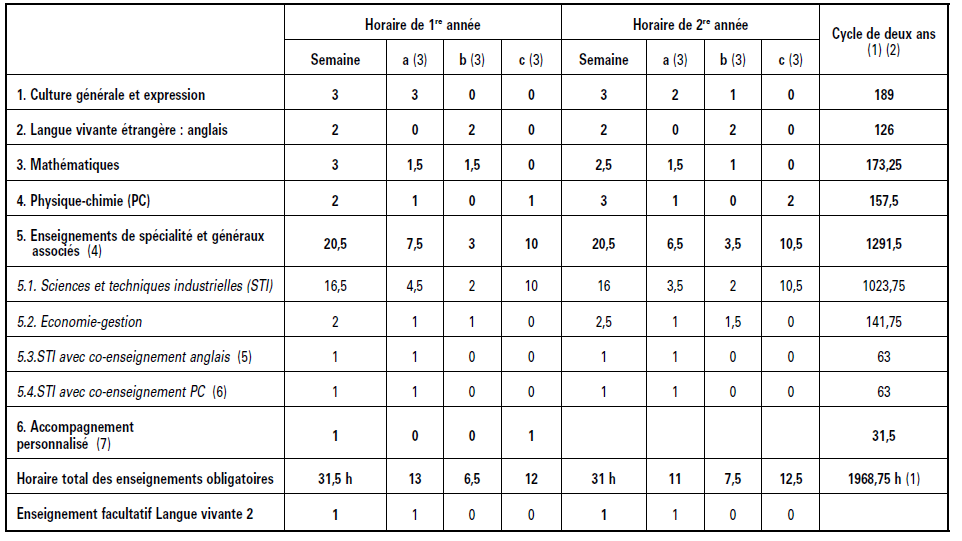 Horaire de 1re année Horaire de 2re année Cycle de deux ans (1) (2)
Semaine a (3) b (3) c (3) Semaine a (3) b (3) c (3)
1. Culture générale et expression 3 3 0 0 3 2 1 0 189
2. Langue vivante étrangère : anglais 2 0 2 0 2 0 2 0 126
3. Mathématiques 3 1,5 1,5 0 2,5 1,5 1 0 173,25
4. Physique-chimie (PC) 2 1 0 1 3 1 0 2 157,5
5. Enseignements de spécialité et généraux
associés (4) 20,5 7,5 3 10 20,5 6,5 3,5 10,5 1291,5
5.1. Sciences et techniques industrielles (STI) 16,5 4,5 2 10 16 3,5 2 10,5 1023,75
5.2. Economie-gestion 2 1 1 0 2,5 1 1,5 0 141,75
5.3.STI avec co-enseignement anglais (5) 1 1 0 0 1 1 0 0 63
5.4.STI avec co-enseignement PC (6) 1 1 0 0 1 1 0 0 63
6. Accompagnement
personnalisé (7) 1 0 0 1 31,5
Horaire total des enseignements obligatoires 31,5 h 13 6,5 12 31 h 11 7,5 12,5 1968,75 h (1)
Enseignement facultatif Langue vivante 2 1 1 0 0 1 1 0 0